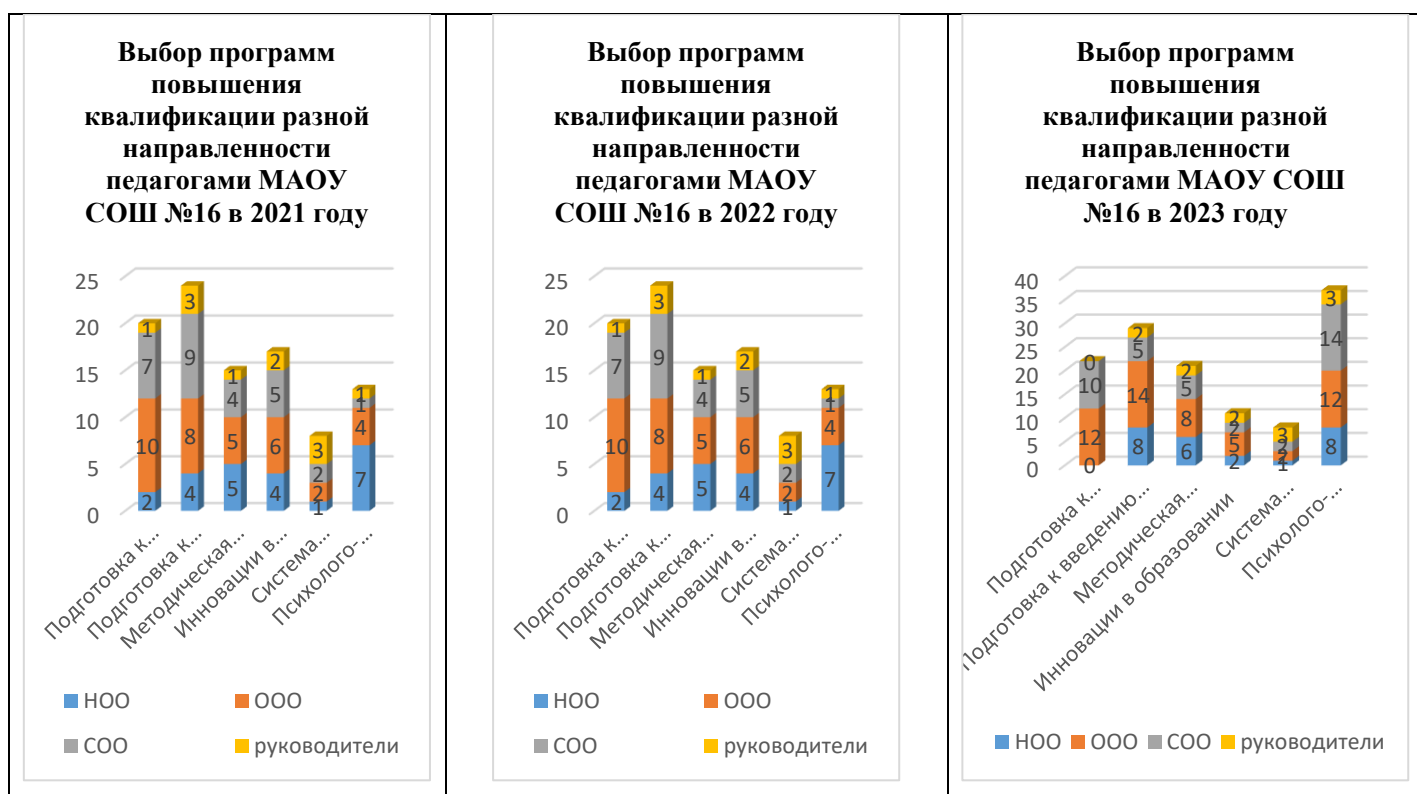 Выбор программ
повышения
квалификации разной
направленности
педагогами МАОУ
СОШ №16 в 2021 году
25
20
15
10
5
0
1
7
10
2
3
9
8
4
1
4
5
5
2
5
6
4
3
2
2
1
1
1
4
7
Подготовка к...
Подготовка к...
Методическая...
Инновации в...
Система...
Психолого-...
НОО
ООО
СОО
руководители
Выбор программ
повышения
квалификации разной
направленности
педагогами МАОУ
СОШ №16 в 2022 году
25
20
15
10
5
0
1
7
10
2
3
9
8
4
1
4
5
5
2
5
6
4
3
2
2
1
1
1
4
7
Подготовка к...
Подготовка к...
Методическая...
Инновации в...
Система...
Психолого-...
НОО
ООО
СОО
руководители
Выбор программ
повышения
квалификации разной
направленности
педагогами МАОУ СОШ
№16 в 2023 году
40
35
30
25
20
15
10
5
0
0
10
12
0
2
5
14
8
2
5
8
6
2
2
5
2
3
2
2
1
3
14
12
8
Подготовка к...
Подготовка к введению...
Методическая...
Инновации в образовании
Система...
Психолого-...
НОО ООО СОО руководители